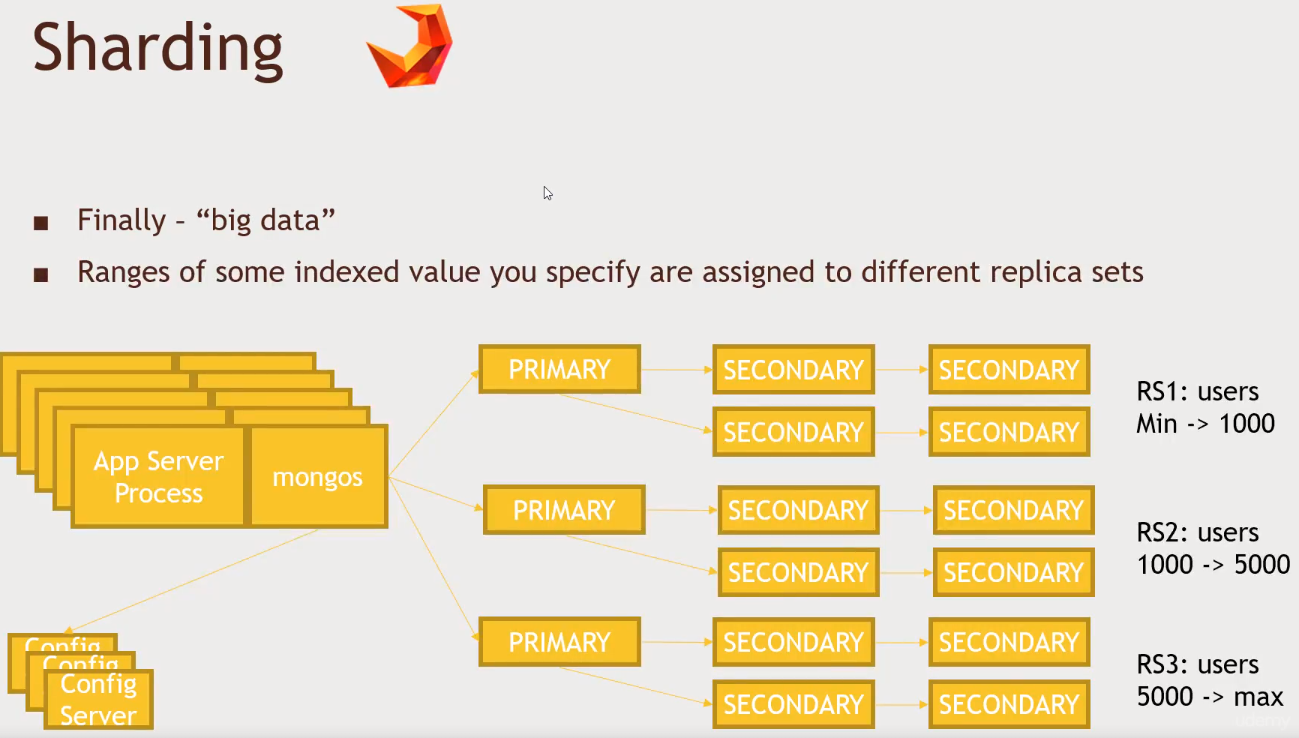 Sharding
■ Finally – “big data”
■ Ranges of some indexed value you specify are assigned to different replica sets
App Server
Process
mongos
Config
Config
Config
Server
PRIMARY
SECONDARY
SECONDARY
SECONDARY
SECONDARY
RS1: users
Min -> 1000
PRIMARY
SECONDARY
SECONDARY
SECONDARY
SECONDARY
RS2: users
1000 -> 5000
PRIMARY
SECONDARY
SECONDARY
SECONDARY
SECONDARY
RS3: users
5000 -> max
udemy